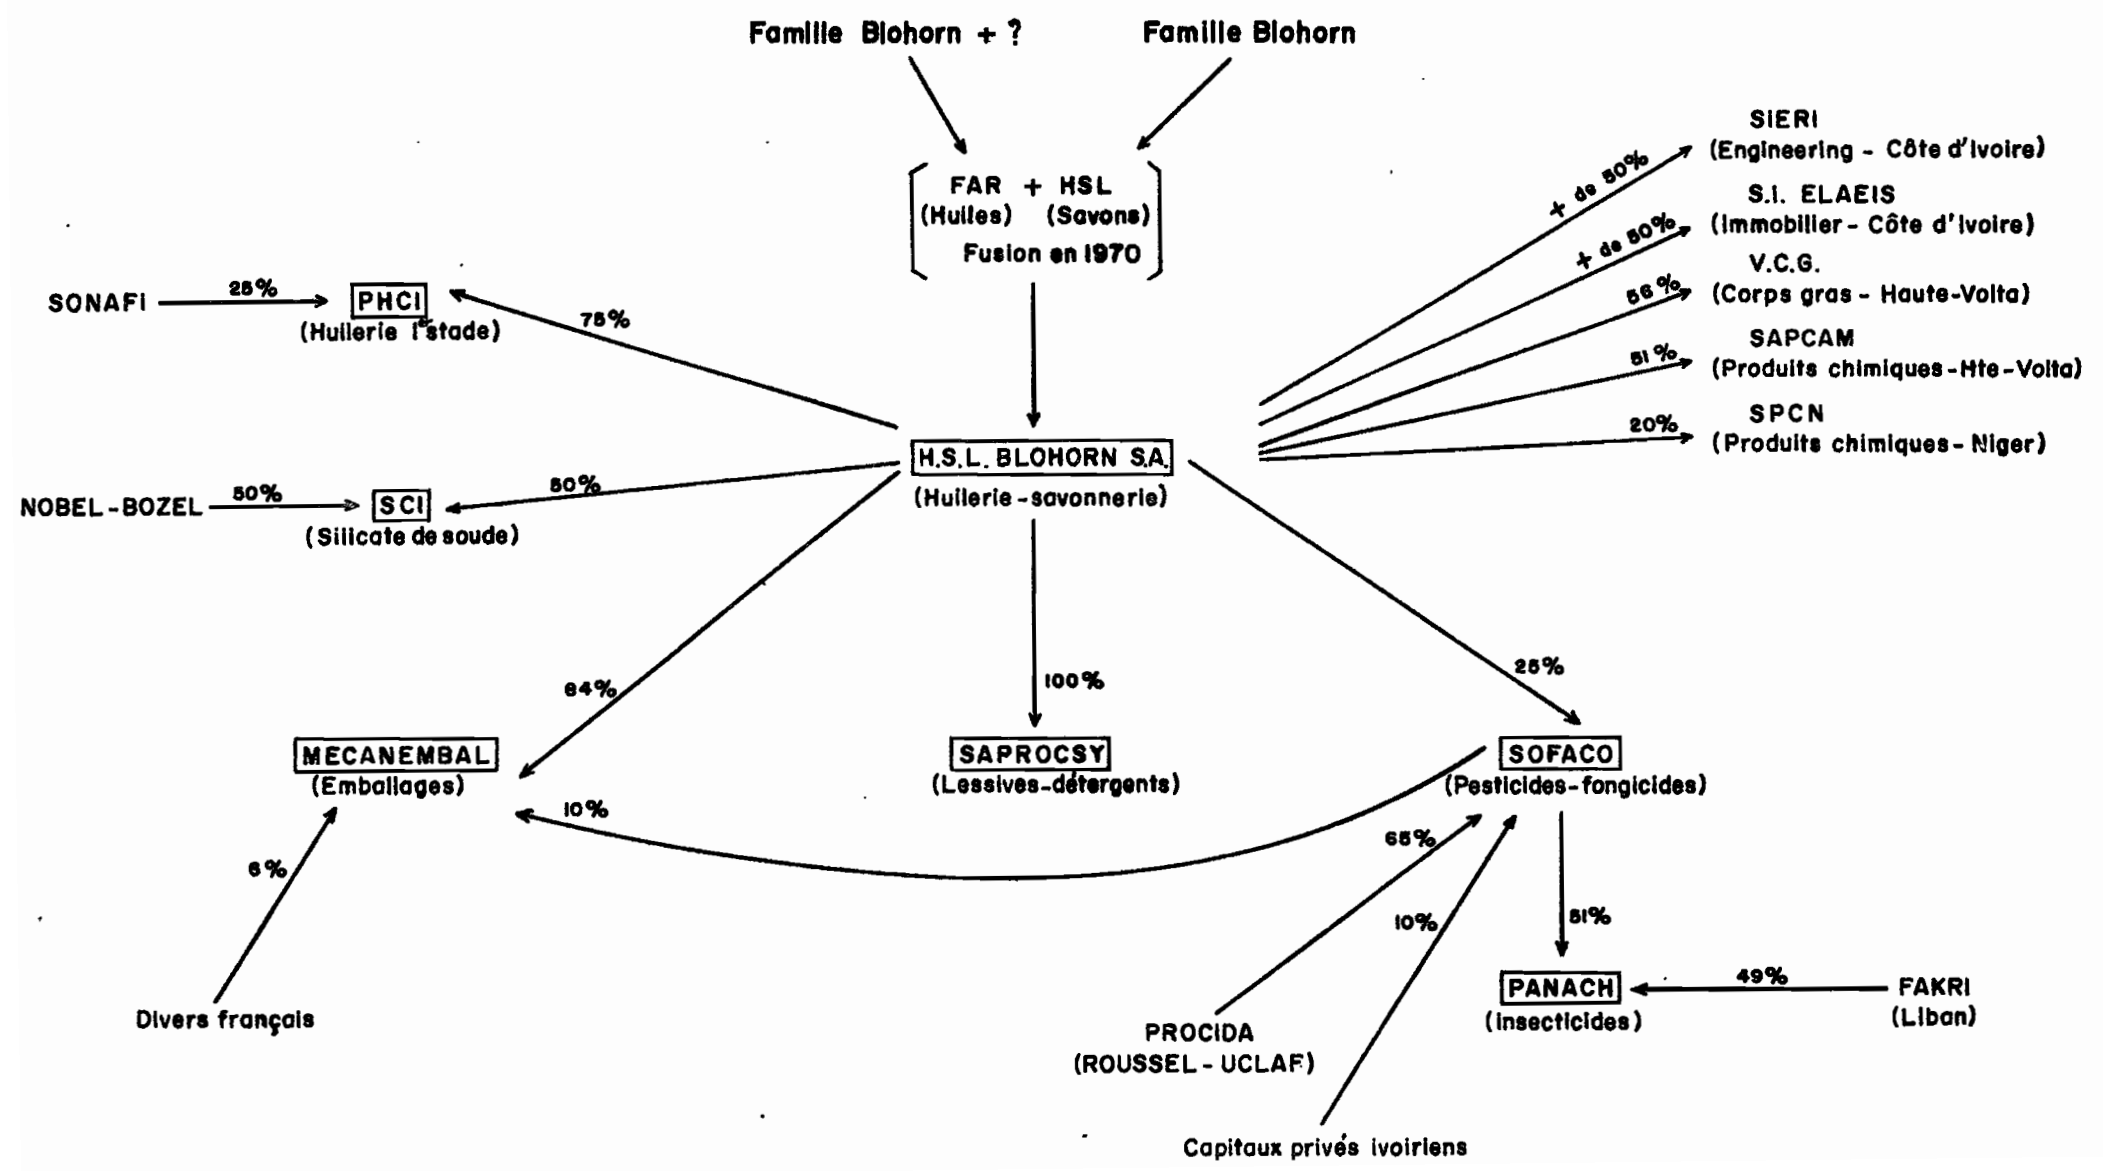 Famille Blohorn + ?
Famille Blohorn
FAR + HSL
(Huiles) (Savons)
Fusion en 1970
SIERI
(Engineering - Côte d'Ivoire)
+ de 50%
S.I. ELAEIS
(Immobilier - Côte d'Ivoire)
+ de 50%
V.C.G.
(Corps gras - Haute-Volta)
56%
SAPCAM
(Produits chimiques - Hte-Volta)
51%
SPCN
(Produits chimiques - Niger)
20%
SONAFI
25%
PHCI
(Huilerie 1er stade)
75%
H.S.L. BLOHORN S.A.
(Huilerie - savonnerie)
NOBEL - BOZEL
50%
SCI
(Silicate de soude)
50%
84%
100%
25%
MECANEMBAL
(Emballages)
SAPROCSY
(Lessives-détergents)
SOFACO
(Pesticides-fongicides)
10%
6%
65%
10%
51%
Divers français
PROCIDA
(ROUSSEL - UCLAF)
PANACH
(insecticides)
49%
FAKRI
(Liban)
Capitaux privés ivoiriens